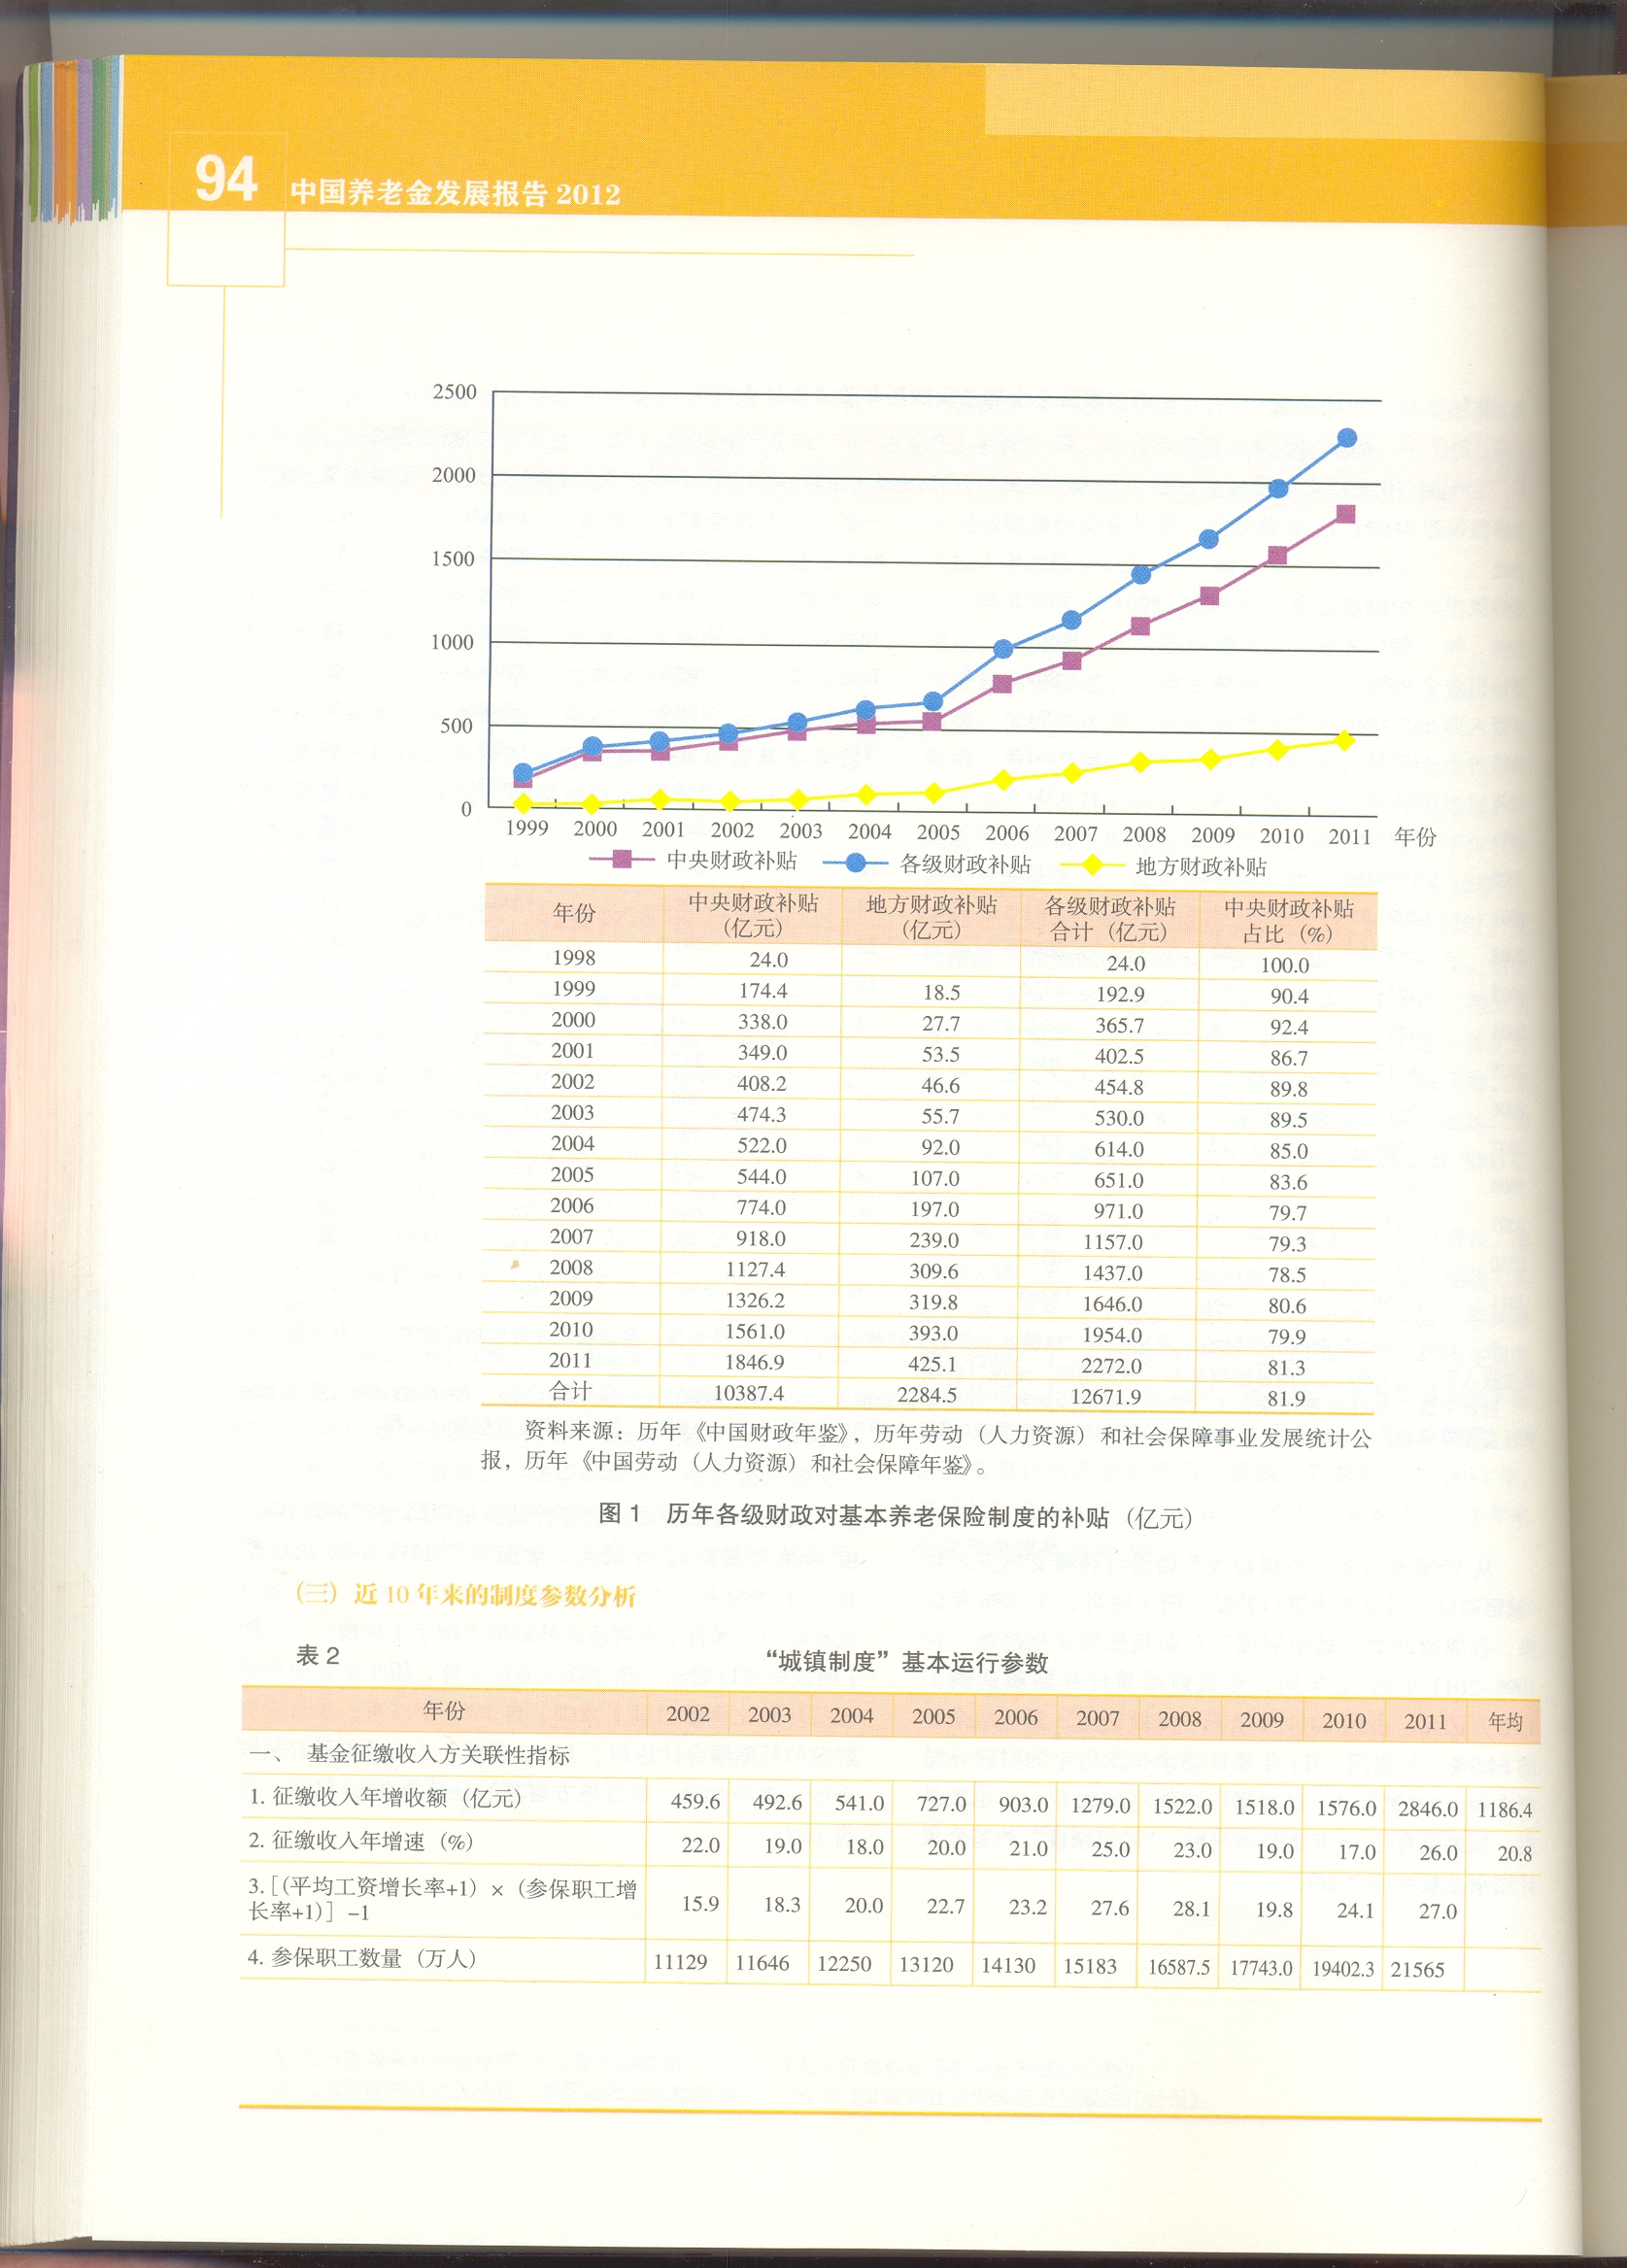 94 中国养老金发展报告 2012
2500
2000
1500
1000
500
0
1999 2000 2001 2002 2003 2004 2005 2006 2007 2008 2009 2010 2011 年份
中央财政补贴 各级财政补贴 地方财政补贴
年份 中央财政补贴（亿元） 地方财政补贴（亿元） 各级财政补贴合计（亿元） 中央财政补贴占比（%）
1998 24.0 24.0 100.0
1999 174.4 18.5 192.9 90.4
2000 338.0 27.7 365.7 92.4
2001 349.0 53.5 402.5 86.7
2002 408.2 46.6 454.8 89.8
2003 474.3 55.7 530.0 89.5
2004 522.0 92.0 614.0 85.0
2005 544.0 107.0 651.0 83.6
2006 774.0 197.0 971.0 79.7
2007 918.0 239.0 1157.0 79.3
2008 1127.4 309.6 1437.0 78.5
2009 1326.2 319.8 1646.0 80.6
2010 1561.0 393.0 1954.0 79.9
2011 1846.9 425.1 2272.0 81.3
合计 10387.4 2284.5 12671.9 81.9
资料来源：历年《中国财政年鉴》，历年劳动（人力资源）和社会保障事业发展统计公
报，历年《中国劳动（人力资源）和社会保障年鉴》。
图 1 历年各级财政对基本养老保险制度的补贴（亿元）
（三）近 10 年来的制度参数分析
表 2 “城镇制度”基本运行参数
年份 2002 2003 2004 2005 2006 2007 2008 2009 2010 2011 年均
一、 基金征缴收入方关联性指标
1. 征缴收入年增收额（亿元） 459.6 492.6 541.0 727.0 903.0 1279.0 1522.0 1518.0 1576.0 2846.0 1186.4
2. 征缴收入年增速（%） 22.0 19.0 18.0 20.0 21.0 25.0 23.0 19.0 17.0 26.0 20.8
3. [（平均工资增长率+1）×（参保职工增
长率+1）] -1 15.9 18.3 20.0 22.7 23.2 27.6 28.1 19.8 24.1 27.0
4. 参保职工数量（万人） 11129 11646 12250 13120 14130 15183 16587.5 17743.0 19402.3 21565